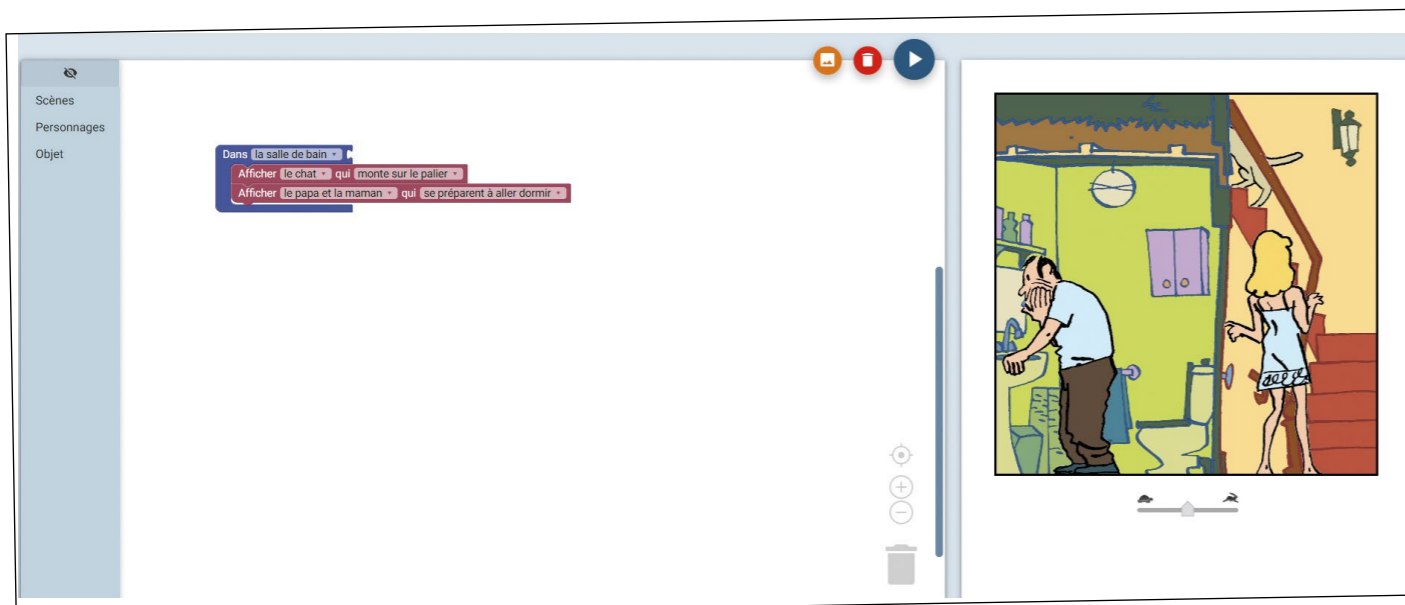 Scènes
Personnages
Objet
Dans la salle de bain
Afficher le chat qui monte sur le palier
Afficher le papa et la maman qui se préparent à aller dormir